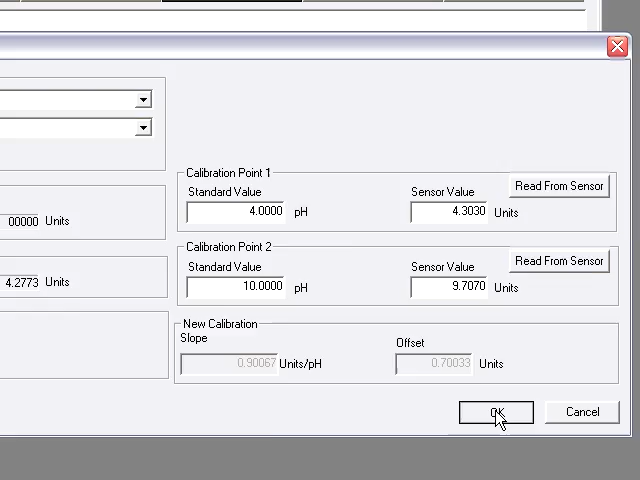 Calibration Point 1
Standard Value Sensor Value Read From Sensor
4.0000 pH 4.3030 Units
00000 Units
Calibration Point 2
Standard Value Sensor Value Read From Sensor
4.2773 Units
10.0000 pH 9.7070 Units
New Calibration
Slope Offset
0.90067 Units/pH 0.70033 Units
OK Cancel